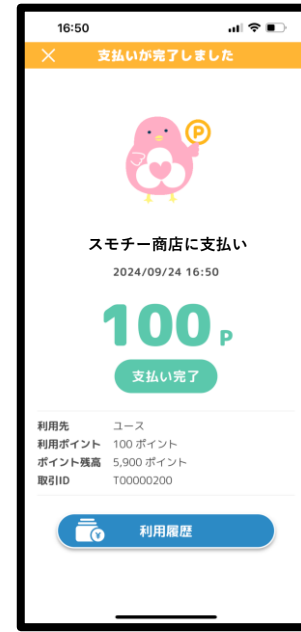 16:50
支払いが完了しました
P
スモチー商店に支払い
2024/09/24 16:50
100 P
支払い完了
利用先 ユース
利用ポイント 100 ポイント
ポイント残高 5,900 ポイント
取引ID T00000200
¥ 利用履歴